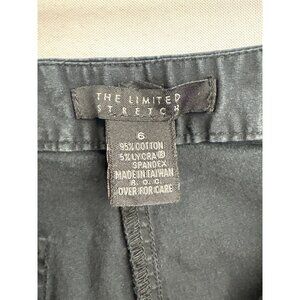 THE LIMITED
STRETCH
6
95% COTTON
5% LYCRA®
SPANDEX
MADE IN TAIWAN
R. O. C.
OVER FOR CARE